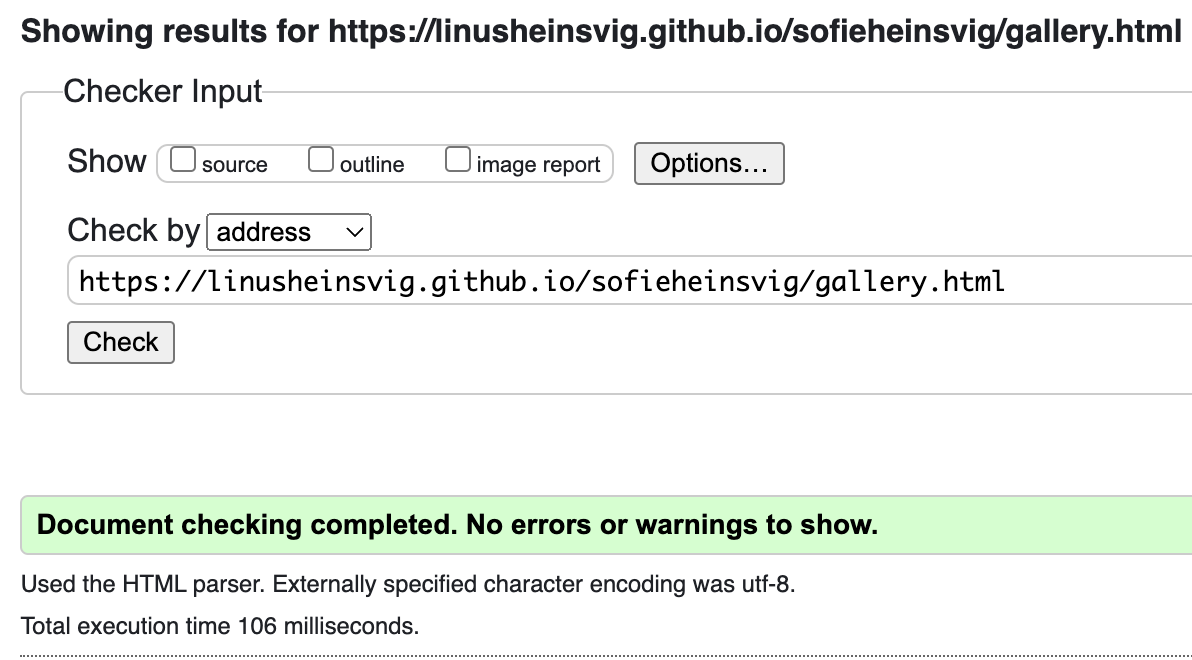 Showing results for https://linusheinsvig.github.io/sofieheinsvig/gallery.html
Checker Input
Show source outline image report Options…
Check by address
https://linusheinsvig.github.io/sofieheinsvig/gallery.html
Check
Document checking completed. No errors or warnings to show.
Used the HTML parser. Externally specified character encoding was utf-8.
Total execution time 106 milliseconds.